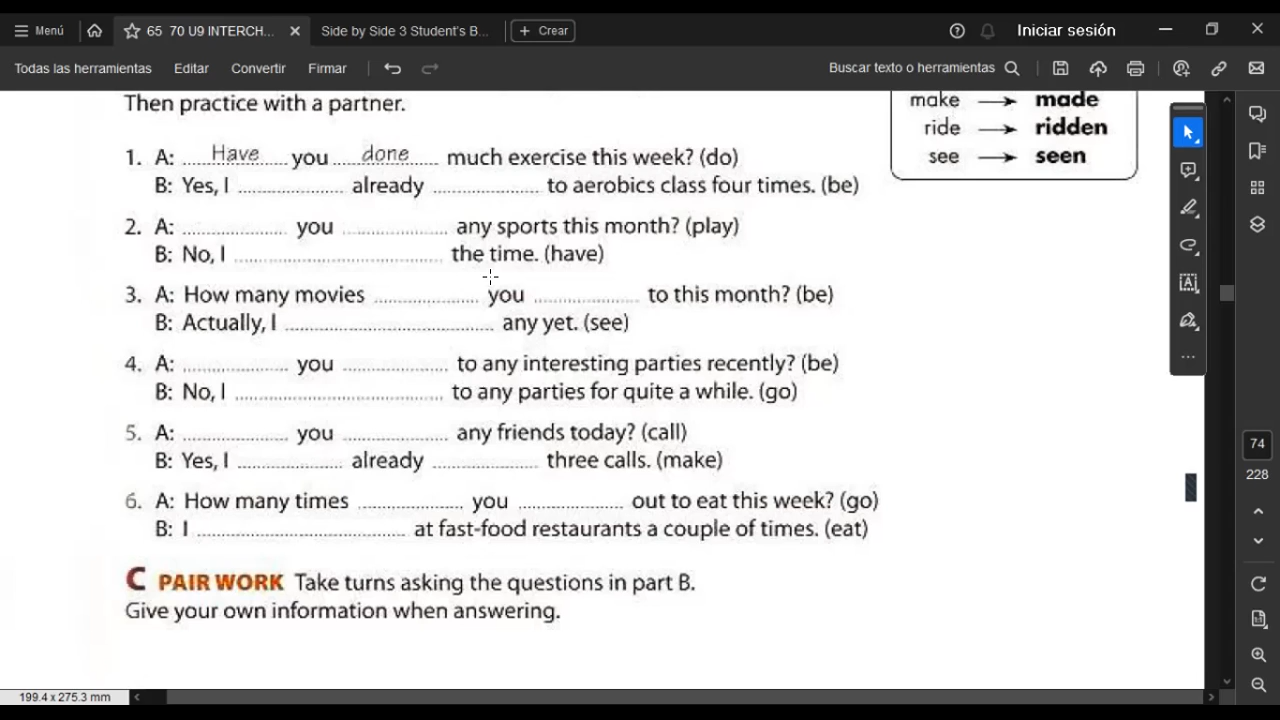 Menú
65 70 U9 INTERCH...
Side by Side 3 Student's B...
Crear
Iniciar sesión
Todas las herramientas
Editar
Convertir
Firmar
Buscar texto o herramientas
Then practice with a partner.
make → made
ride → ridden
see → seen
1. A: Have you done much exercise this week? (do)
B: Yes, I .................... already .................... to aerobics class four times. (be)
2. A: .................... you .................... any sports this month? (play)
B: No, I ........................................ the time. (have)
3. A: How many movies .................... you .................... to this month? (be)
B: Actually, I ........................................ any yet. (see)
4. A: .................... you .................... to any interesting parties recently? (be)
B: No, I ........................................ to any parties for quite a while. (go)
5. A: .................... you .................... any friends today? (call)
B: Yes, I .................... already .................... three calls. (make)
6. A: How many times .................... you .................... out to eat this week? (go)
B: I ........................................ at fast-food restaurants a couple of times. (eat)
C PAIR WORK Take turns asking the questions in part B.
Give your own information when answering.
74
228
199.4 x 275.3 mm